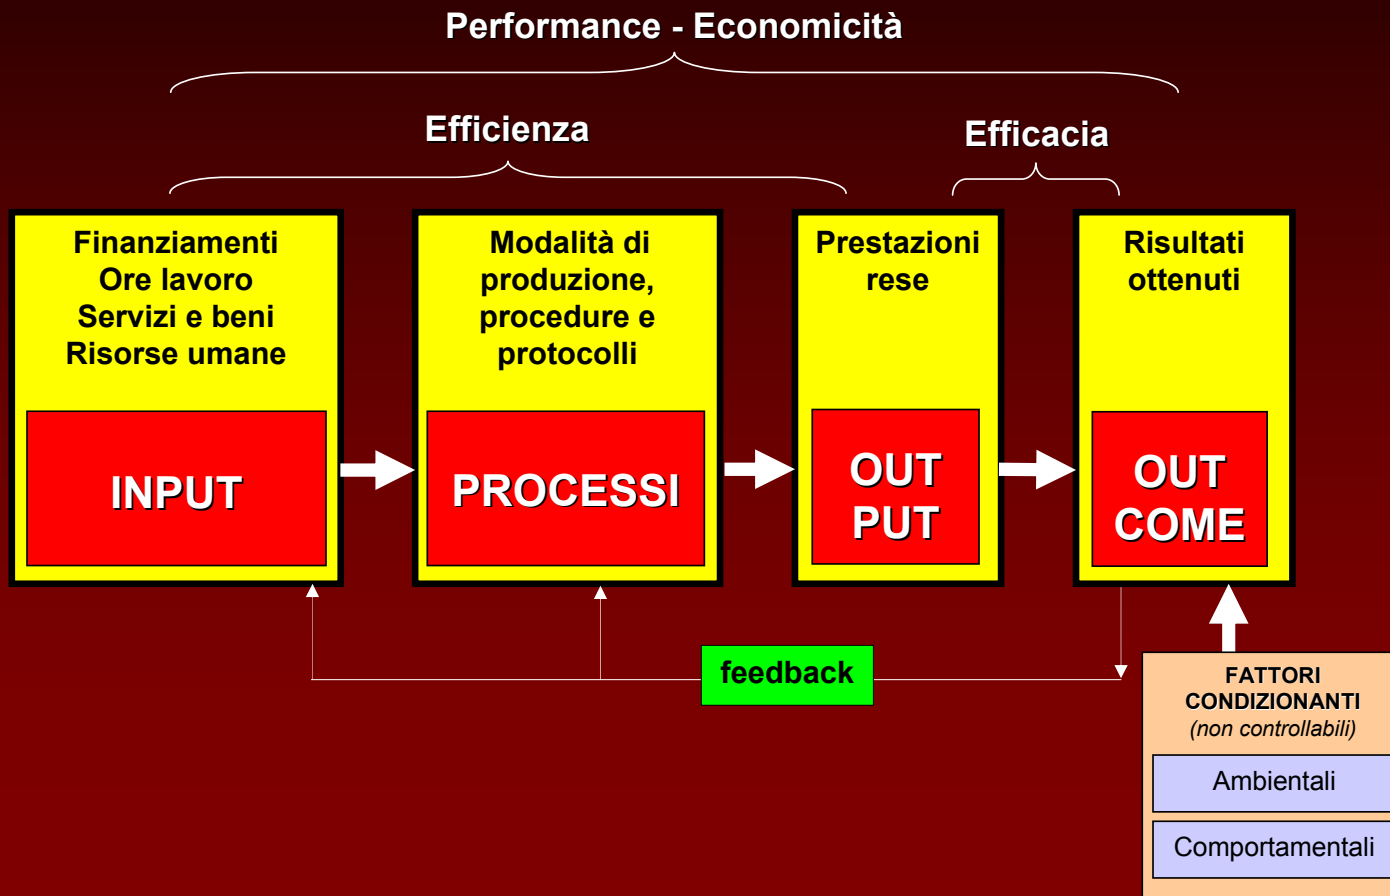 Performance - Economicità
Efficienza
Efficacia
Finanziamenti
Ore lavoro
Servizi e beni
Risorse umane
INPUT
Modalità di
produzione,
procedure e
protocolli
PROCESSI
Prestazioni
rese
OUT
PUT
Risultati
ottenuti
OUT
COME
feedback
FATTORI
CONDIZIONANTI
(non controllabili)
Ambientali
Comportamentali